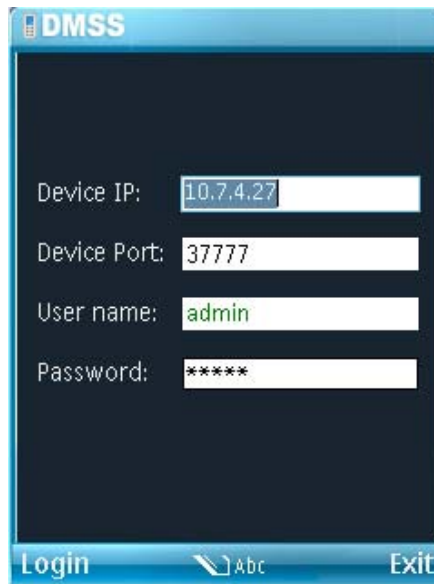 DMSS
Device IP: 10.7.4.27
Device Port: 37777
User name: admin
Password: *****
Login Abc Exit